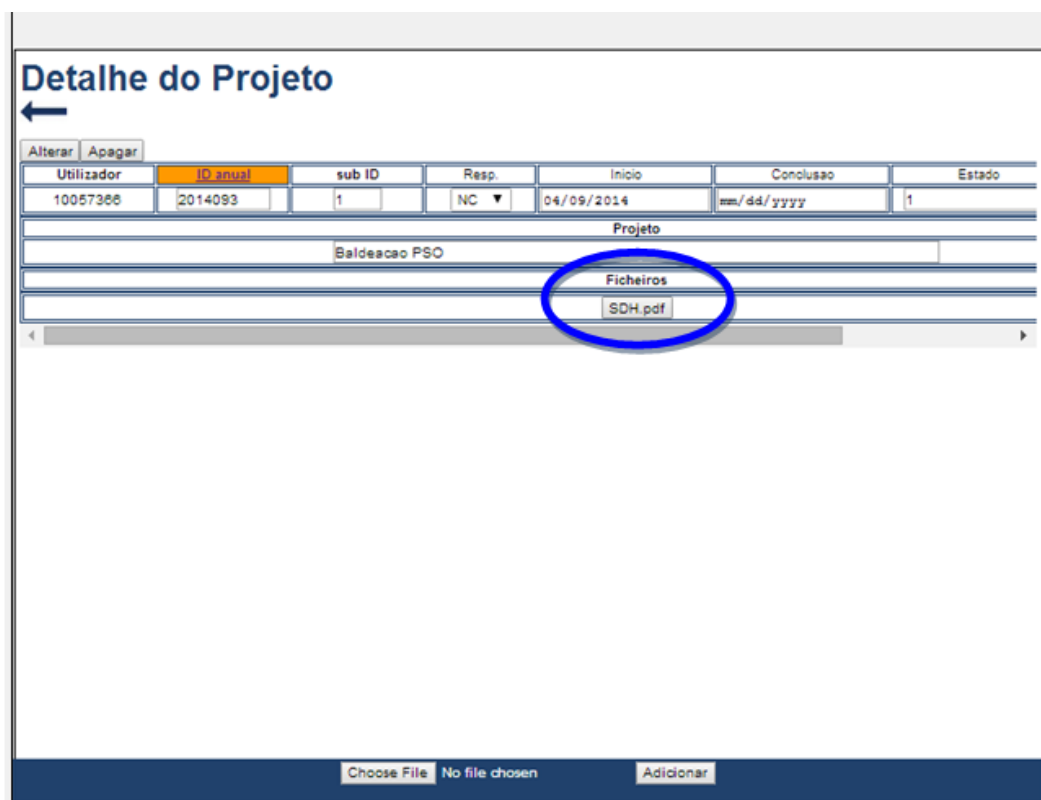 Detalhe do Projeto
Alterar Apagar
Utilizador ID anual sub ID Resp. Inicio Conclusao Estado
10057366 2014093 1 NC 04/09/2014 mm/dd/yyyy 1
Projeto
Baldeacao PSO
Ficheiros
SDH.pdf
Choose File No file chosen Adicionar